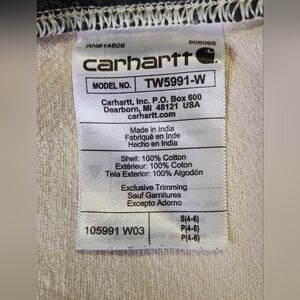 RN#14806 905095
carhartt
MODEL NO. TW5991-W
Carhartt, Inc. P.O. Box 600
Dearborn, MI 48121 USA
carhartt.com
Made in India
Fabriqué en Inde
Hecho en India
Shell: 100% Cotton
Extérieur: 100% Coton
Tela Exterior: 100% Algodón
Exclusive Trimming
Sauf Garnitures
Excepto Adorno
105991 W03
S(4-6)
P(4-6)
P(4-6)